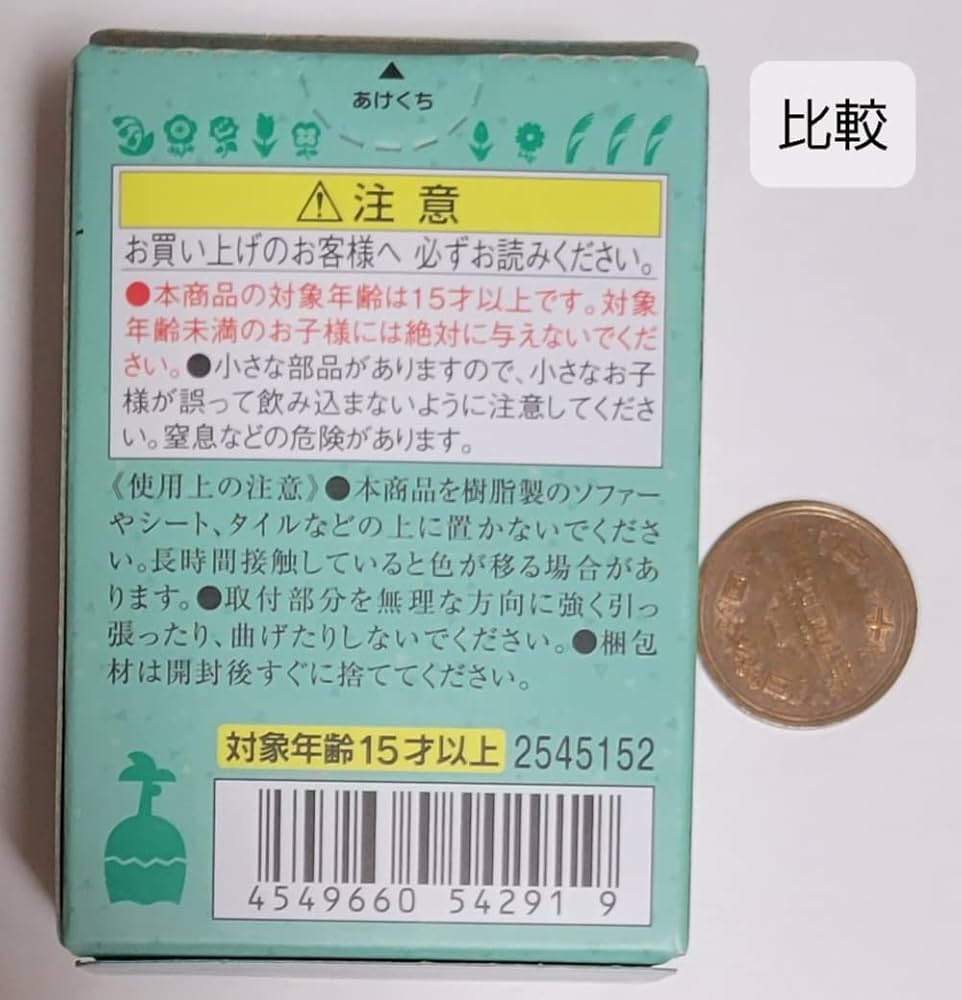 あけくち
比較
⚠注意
お買い上げのお客様へ 必ずお読みください。
●本商品の対象年齢は15才以上です。対象
年齢未満のお子様には絶対に与えないでくだ
さい。●小さな部品がありますので、小さなお子
様が誤って飲み込まないように注意してくださ
い。窒息などの危険があります。
《使用上の注意》●本商品を樹脂製のソファー
やシート、タイルなどの上に置かないでくださ
い。長時間接触していると色が移る場合があ
ります。●取付部分を無理な方向に強く引っ
張ったり、曲げたりしないでください。●梱包
材は開封後すぐに捨ててください。
対象年齢15才以上 2545152
4549660 54291 9